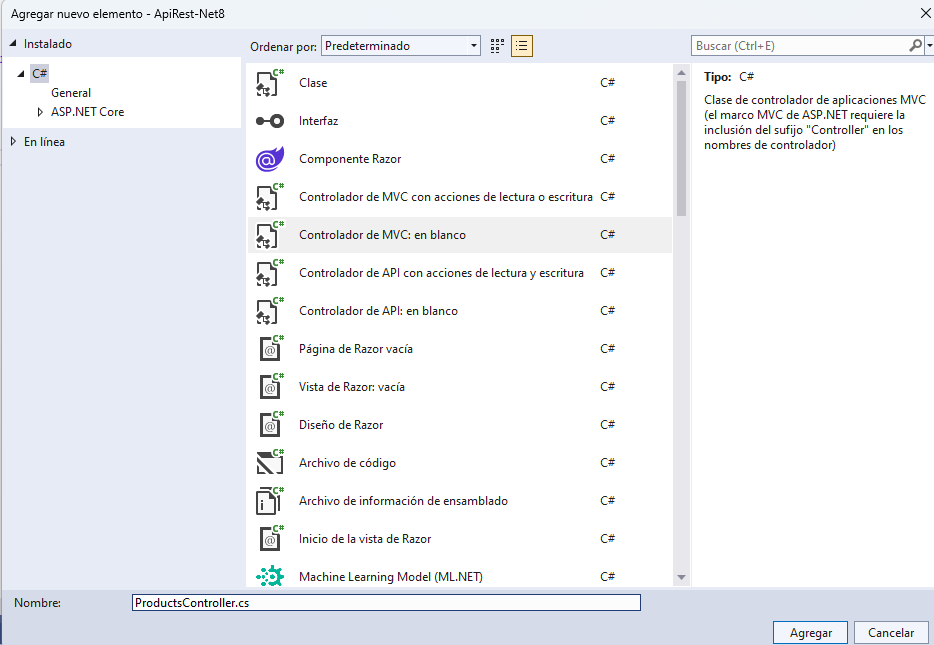 Agregar nuevo elemento - ApiRest-Net8
Instalado
C#
General
ASP.NET Core
En línea
Ordenar por: Predeterminado
Buscar (Ctrl+E)
Clase C#
Interfaz C#
Componente Razor C#
Controlador de MVC con acciones de lectura o escritura C#
Controlador de MVC: en blanco C#
Controlador de API con acciones de lectura y escritura C#
Controlador de API: en blanco C#
Página de Razor vacía C#
Vista de Razor: vacía C#
Diseño de Razor C#
Archivo de código C#
Archivo de información de ensamblado C#
Inicio de la vista de Razor C#
Machine Learning Model (ML.NET) C#
Tipo: C#
Clase de controlador de aplicaciones MVC
(el marco MVC de ASP.NET requiere la
inclusión del sufijo "Controller" en los
nombres de controlador)
Nombre: ProductsController.cs
Agregar Cancelar